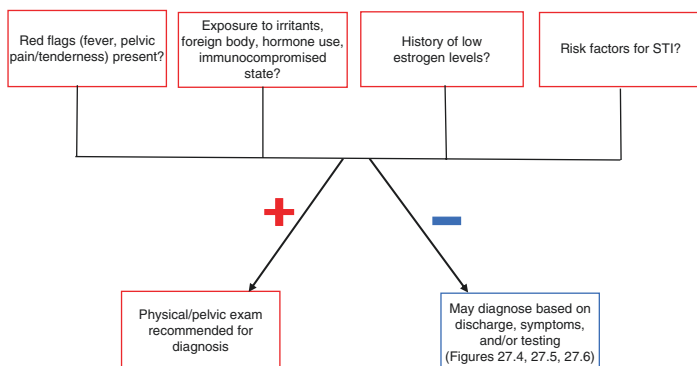 Red flags (fever, pelvic
pain/tenderness) present?
Exposure to irritants,
foreign body, hormone use,
immunocompromised
state?
History of low
estrogen levels?
Risk factors for STI?
+
−
Physical/pelvic exam
recommended for
diagnosis
May diagnose based on
discharge, symptoms,
and/or testing
(Figures 27.4, 27.5, 27.6)